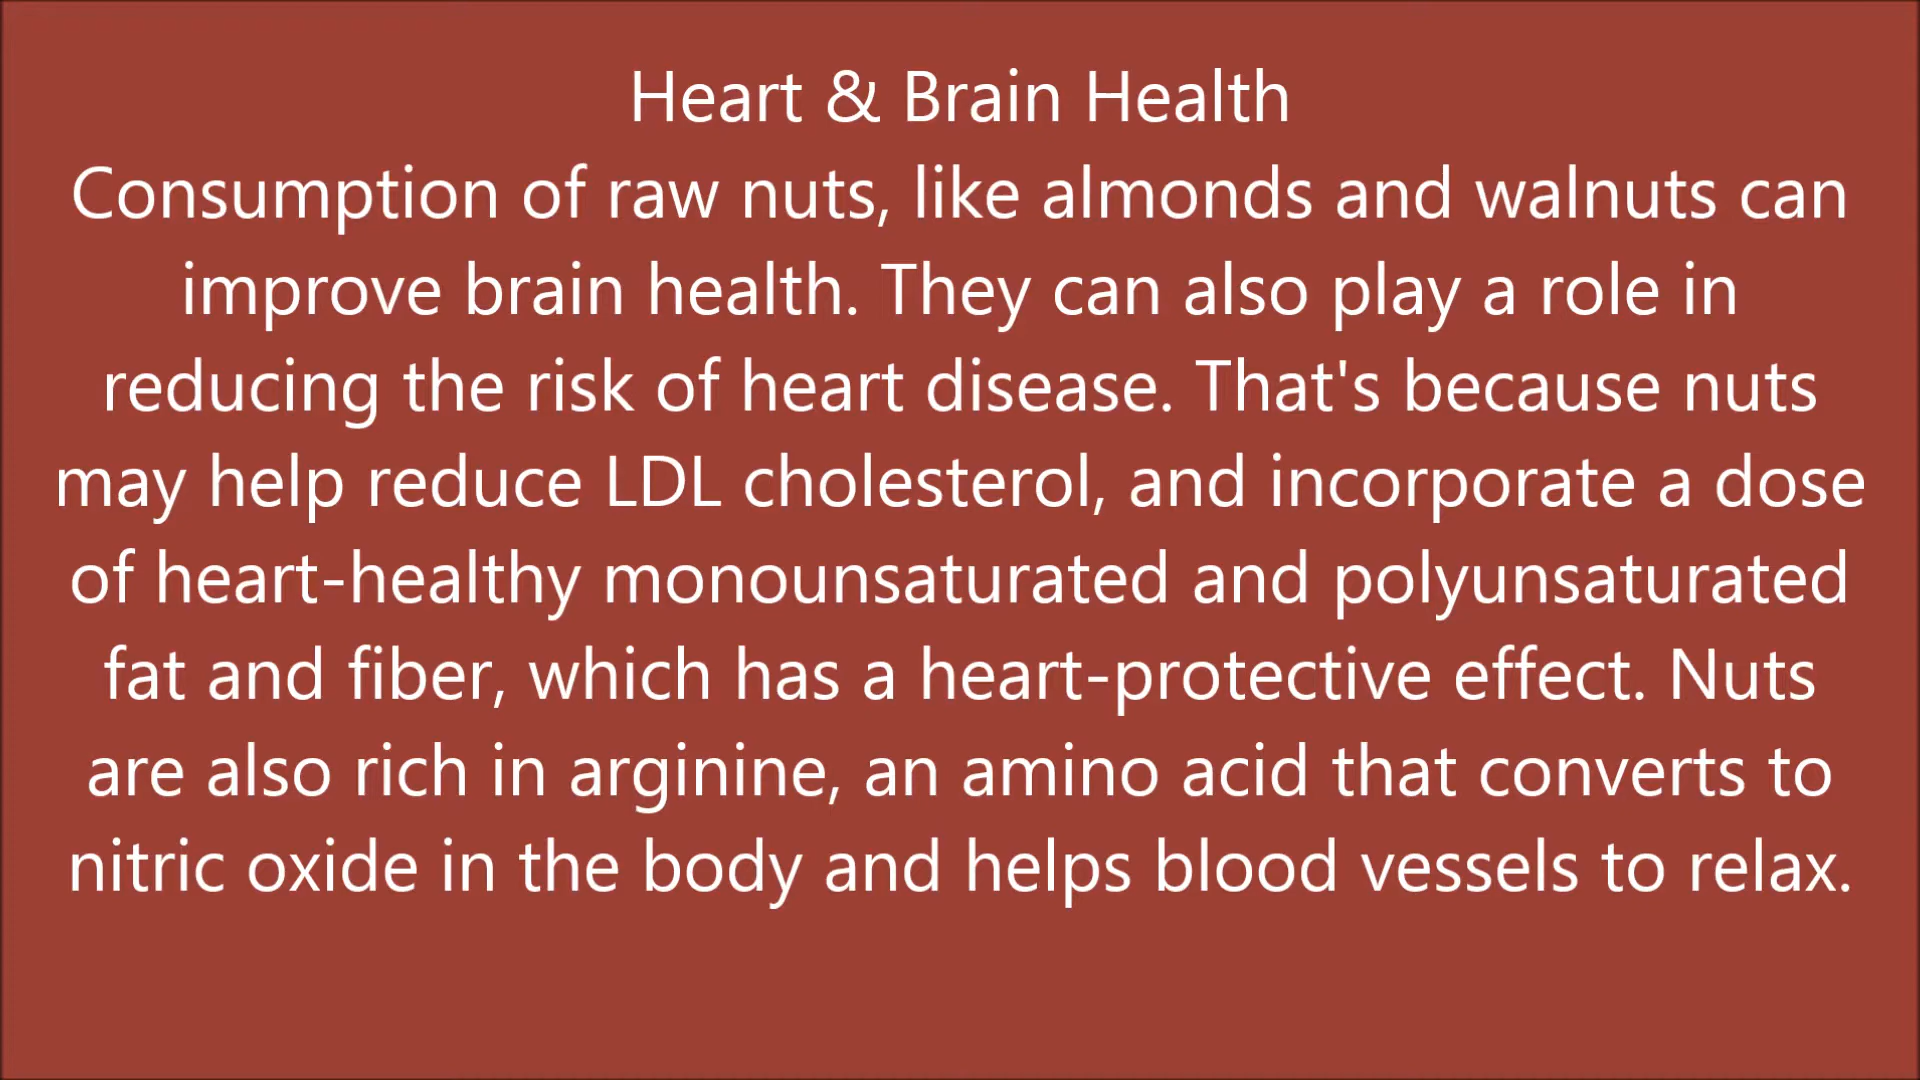 Heart & Brain Health
Consumption of raw nuts, like almonds and walnuts can
improve brain health. They can also play a role in
reducing the risk of heart disease. That's because nuts
may help reduce LDL cholesterol, and incorporate a dose
of heart-healthy monounsaturated and polyunsaturated
fat and fiber, which has a heart-protective effect. Nuts
are also rich in arginine, an amino acid that converts to
nitric oxide in the body and helps blood vessels to relax.